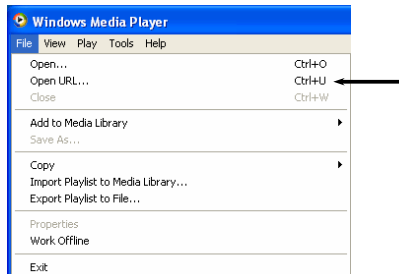 Windows Media Player
File View Play Tools Help
Open... Ctrl+O
Open URL... Ctrl+U
Close Ctrl+W
Add to Media Library
Save As...
Copy
Import Playlist to Media Library...
Export Playlist to File...
Properties
Work Offline
Exit